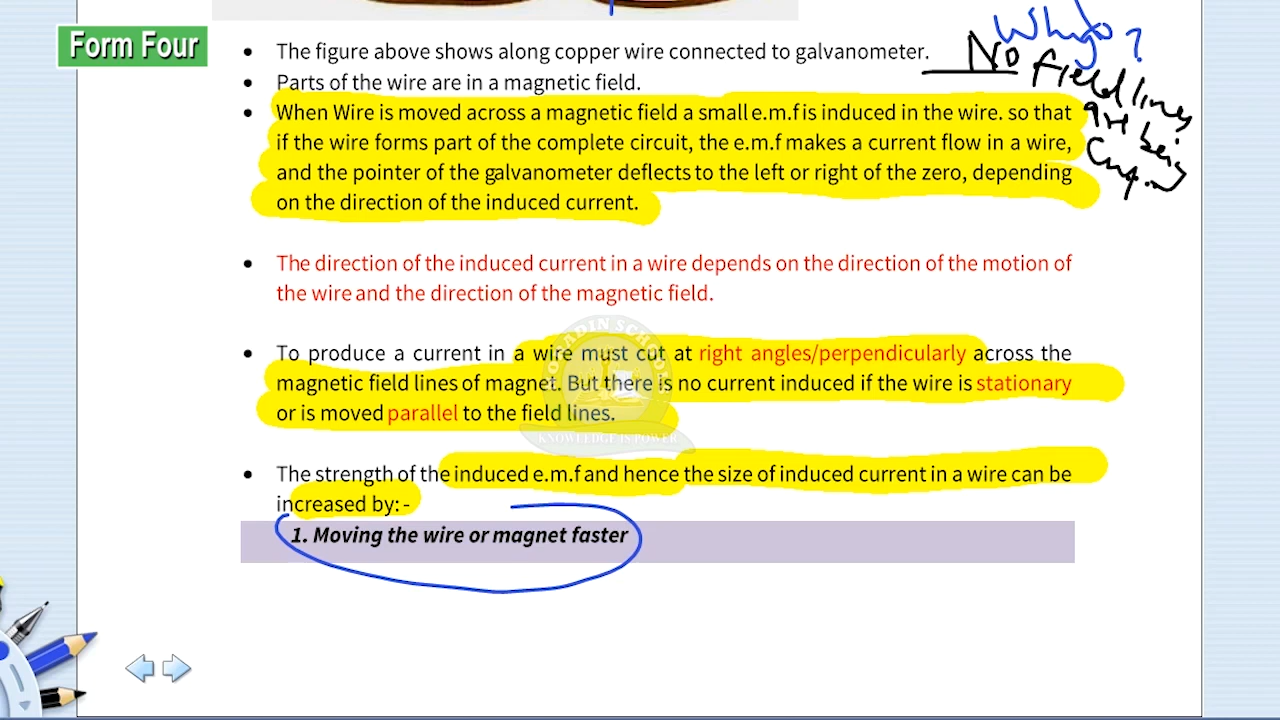 Form Four
Why?
The figure above shows along copper wire connected to galvanometer.
No field lines
are being
Parts of the wire are in a magnetic field.
When Wire is moved across a magnetic field a small e.m.f is induced in the wire. so that
if the wire forms part of the complete circuit, the e.m.f makes a current flow in a wire,
and the pointer of the galvanometer deflects to the left or right of the zero, depending
on the direction of the induced current.
The direction of the induced current in a wire depends on the direction of the motion of
the wire and the direction of the magnetic field.
To produce a current in a wire must cut at right angles/perpendicularly across the
magnetic field lines of magnet. But there is no current induced if the wire is stationary
or is moved parallel to the field lines.
KNOWLEDGE IS POWER
The strength of the induced e.m.f and hence the size of induced current in a wire can be
increased by:-
1. Moving the wire or magnet faster